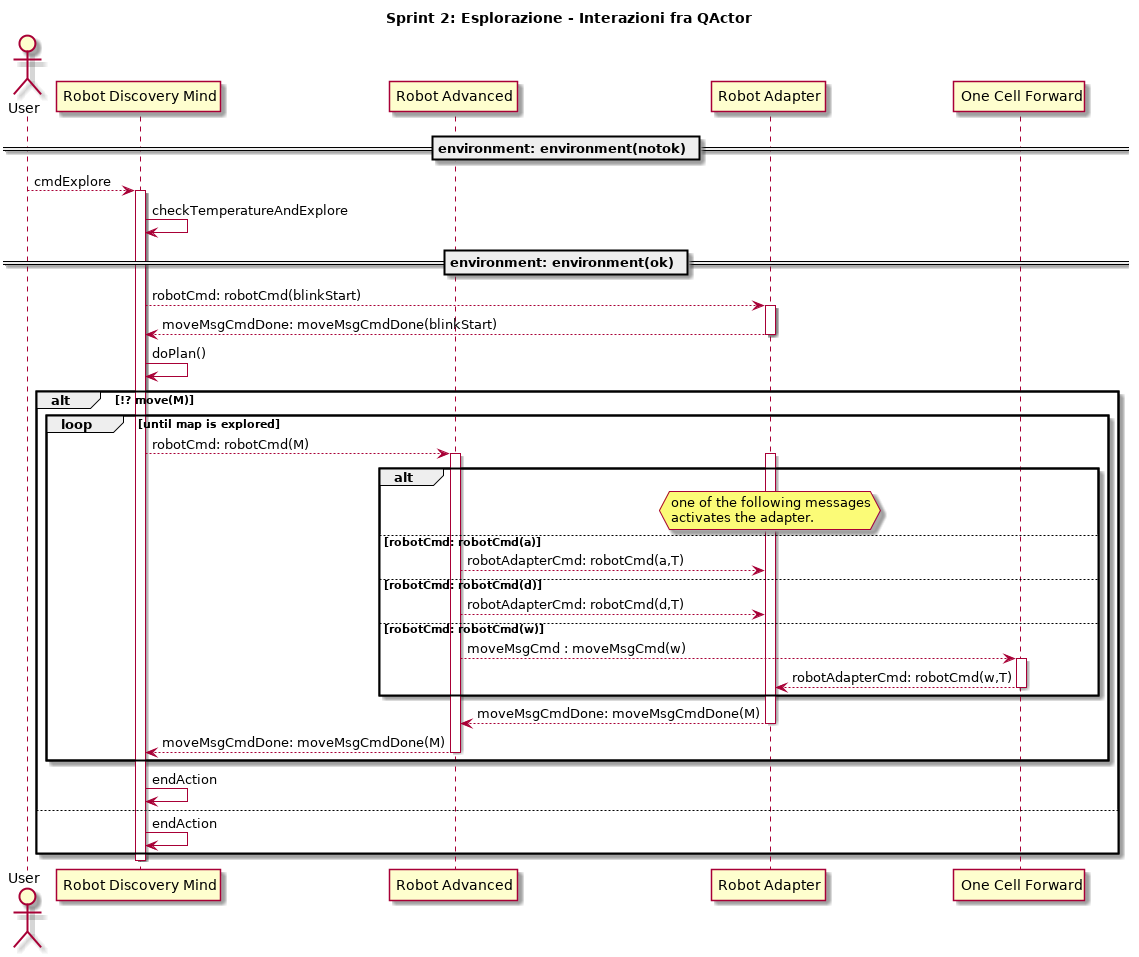 Sprint 2: Esplorazione - Interazioni fra QActor
User
Robot Discovery Mind
Robot Advanced
Robot Adapter
One Cell Forward
environment: environment(notok)
cmdExplore
checkTemperatureAndExplore
environment: environment(ok)
robotCmd: robotCmd(blinkStart)
moveMsgCmdDone: moveMsgCmdDone(blinkStart)
doPlan()
alt [!? move(M)]
loop [until map is explored]
robotCmd: robotCmd(M)
alt
one of the following messages
activates the adapter.
[robotCmd: robotCmd(a)]
robotAdapterCmd: robotCmd(a,T)
[robotCmd: robotCmd(d)]
robotAdapterCmd: robotCmd(d,T)
[robotCmd: robotCmd(w)]
moveMsgCmd : moveMsgCmd(w)
robotAdapterCmd: robotCmd(w,T)
moveMsgCmdDone: moveMsgCmdDone(M)
moveMsgCmdDone: moveMsgCmdDone(M)
endAction
endAction
User
Robot Discovery Mind
Robot Advanced
Robot Adapter
One Cell Forward